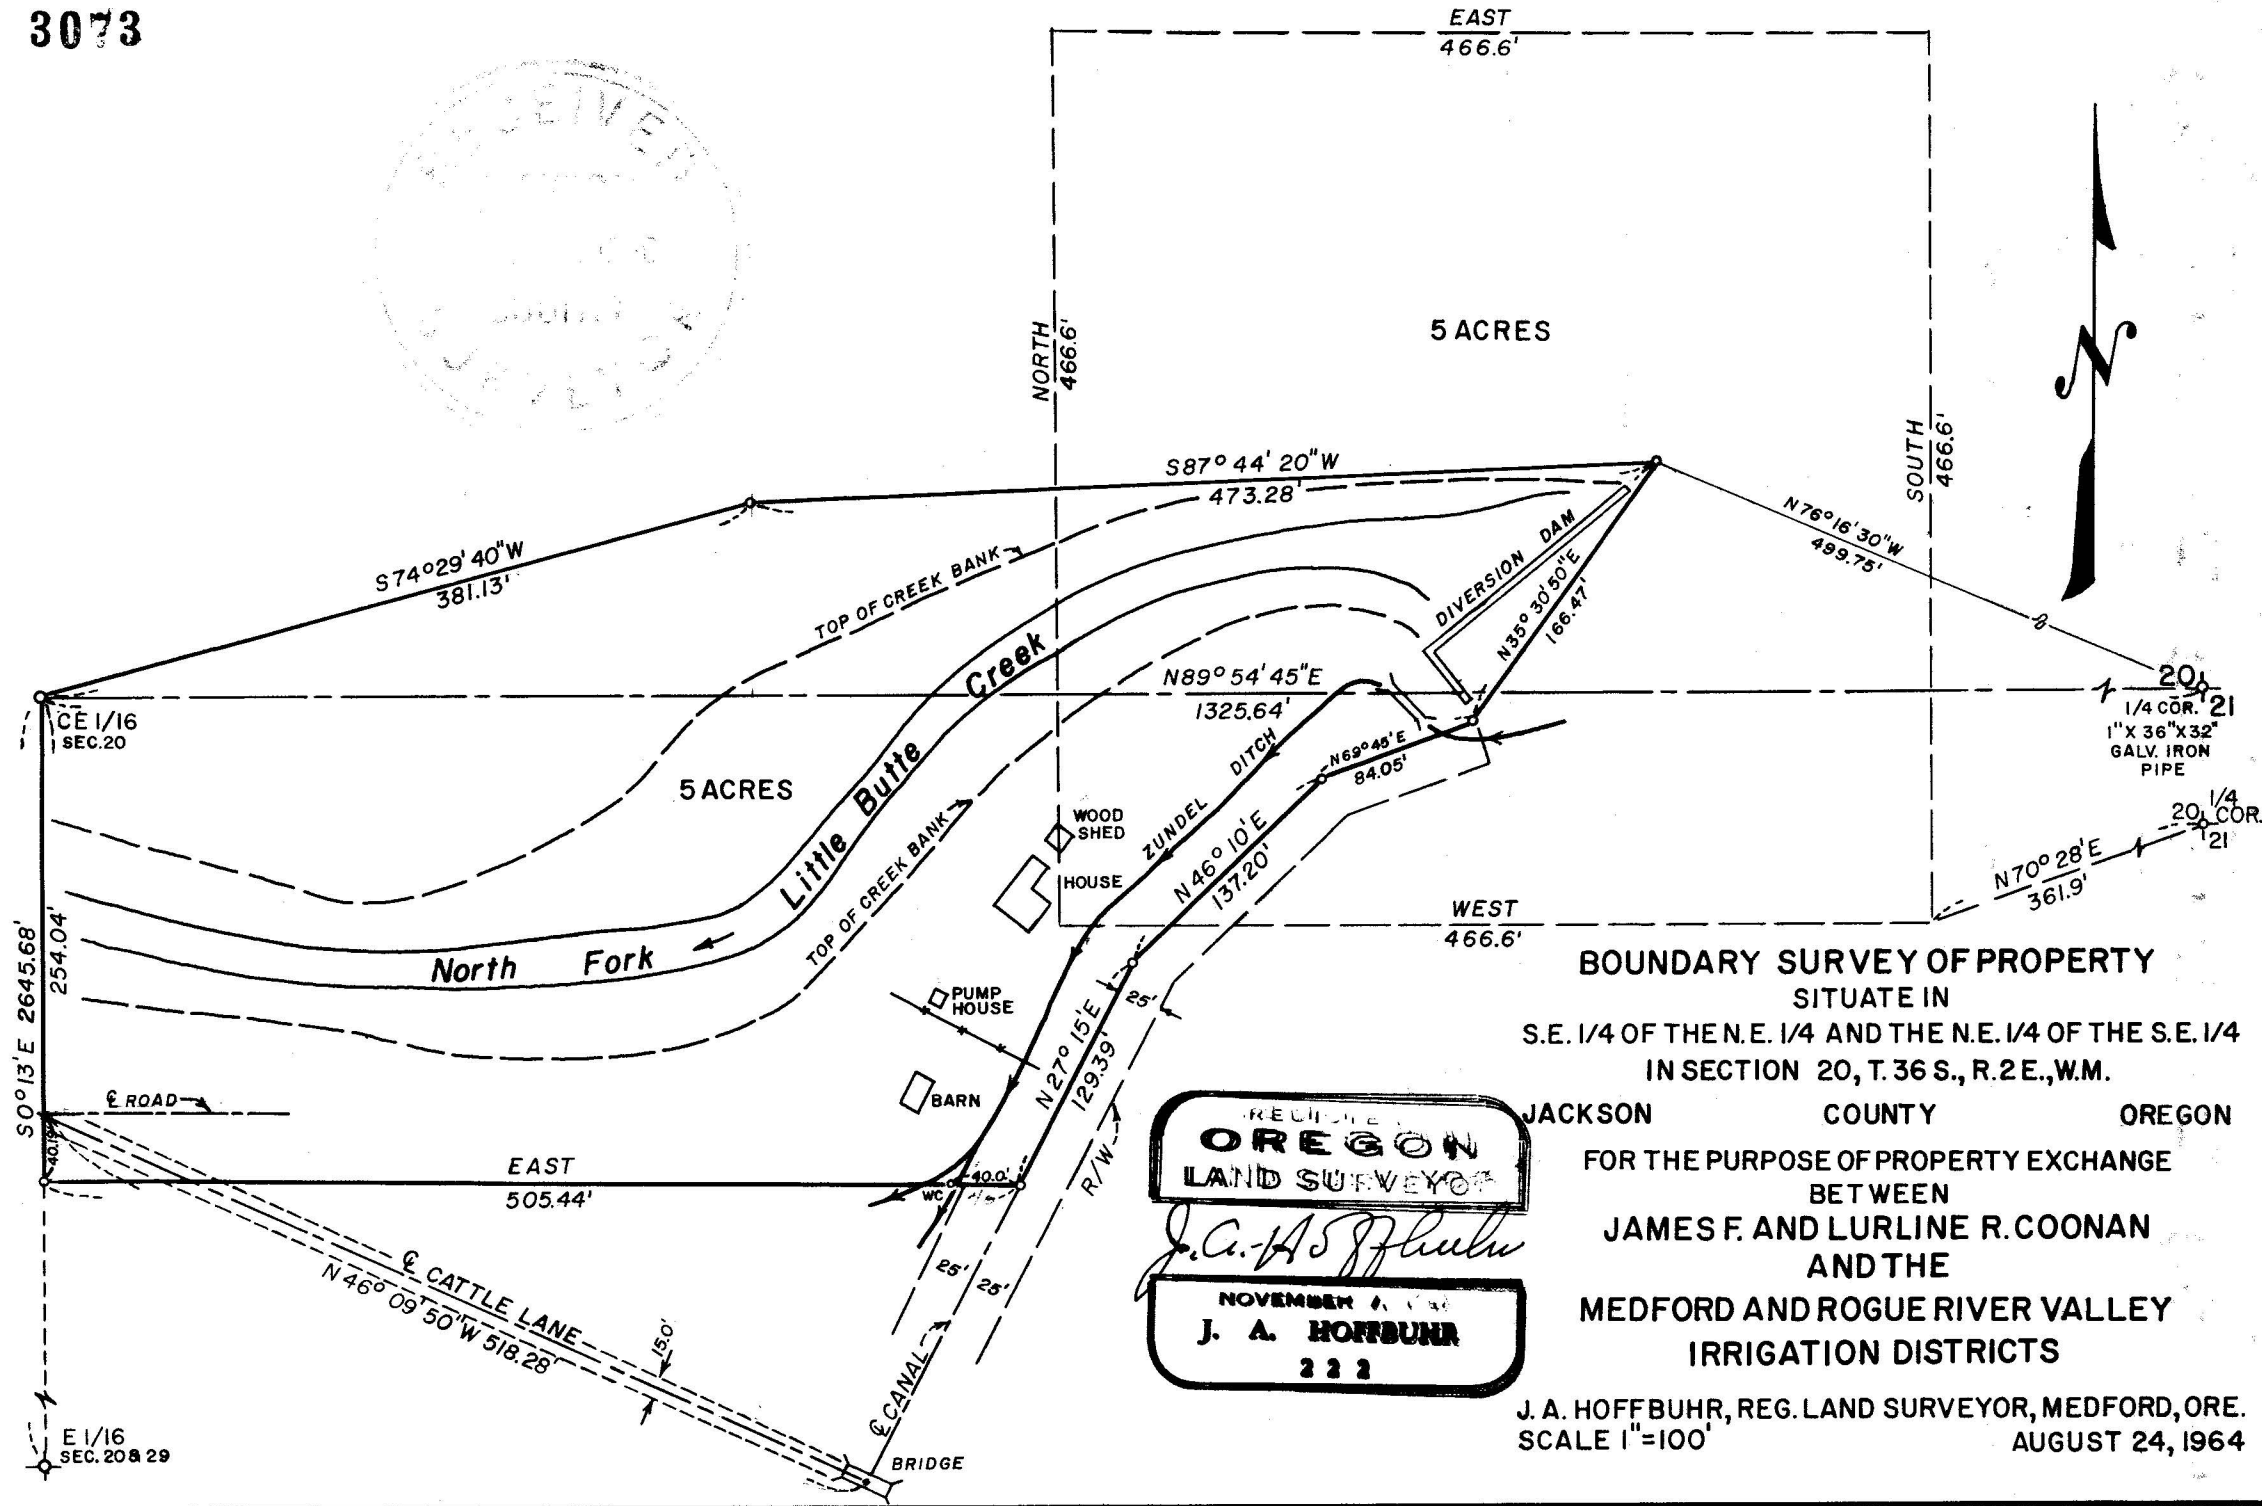 3073
EAST
466.6'
NORTH
466.6'
5 ACRES
SOUTH
466.6'
N
S87° 44' 20" W
473.28'
N76° 16' 30" W
499.75'
S74° 29' 40" W
381.13'
TOP OF CREEK BANK
DIVERSION DAM
N35° 30' 50" E
166.47'
N89° 54' 45" E
1325.64'
20
21
1/4 COR.
1" X 36" X 32"
GALV. IRON
PIPE
CE 1/16
SEC. 20
5 ACRES
North Fork Little Butte Creek
TOP OF CREEK BANK
ZUNDEL DITCH
N69° 45' E
84.05'
WOOD
SHED
HOUSE
N 46° 10' E
137.20'
20 1/4
COR.
21
N70° 28' E
361.9'
WEST
466.6'
S 0° 13' E 2645.68'
254.04'
PUMP
HOUSE
25'
N 27° 15' E
129.39'
BARN
R/W
℄ ROAD
40.19'
EAST
505.44'
WC
40.0'
25' 25'
℄ CATTLE LANE
N 46° 09' 50" W 518.28'
15.0'
℄ CANAL
BRIDGE
E 1/16
SEC. 20 & 29
OREGON
LAND SURVEYOR
J. A. Hoffbuhr
NOVEMBER
J. A. HOFFBUHR
222
BOUNDARY SURVEY OF PROPERTY
SITUATE IN
S.E. 1/4 OF THE N.E. 1/4 AND THE N.E. 1/4 OF THE S.E. 1/4
IN SECTION 20, T. 36 S., R. 2 E., W.M.
JACKSON COUNTY OREGON
FOR THE PURPOSE OF PROPERTY EXCHANGE
BETWEEN
JAMES F. AND LURLINE R. COONAN
AND THE
MEDFORD AND ROGUE RIVER VALLEY
IRRIGATION DISTRICTS
J. A. HOFFBUHR, REG. LAND SURVEYOR, MEDFORD, ORE.
SCALE 1"=100' AUGUST 24, 1964